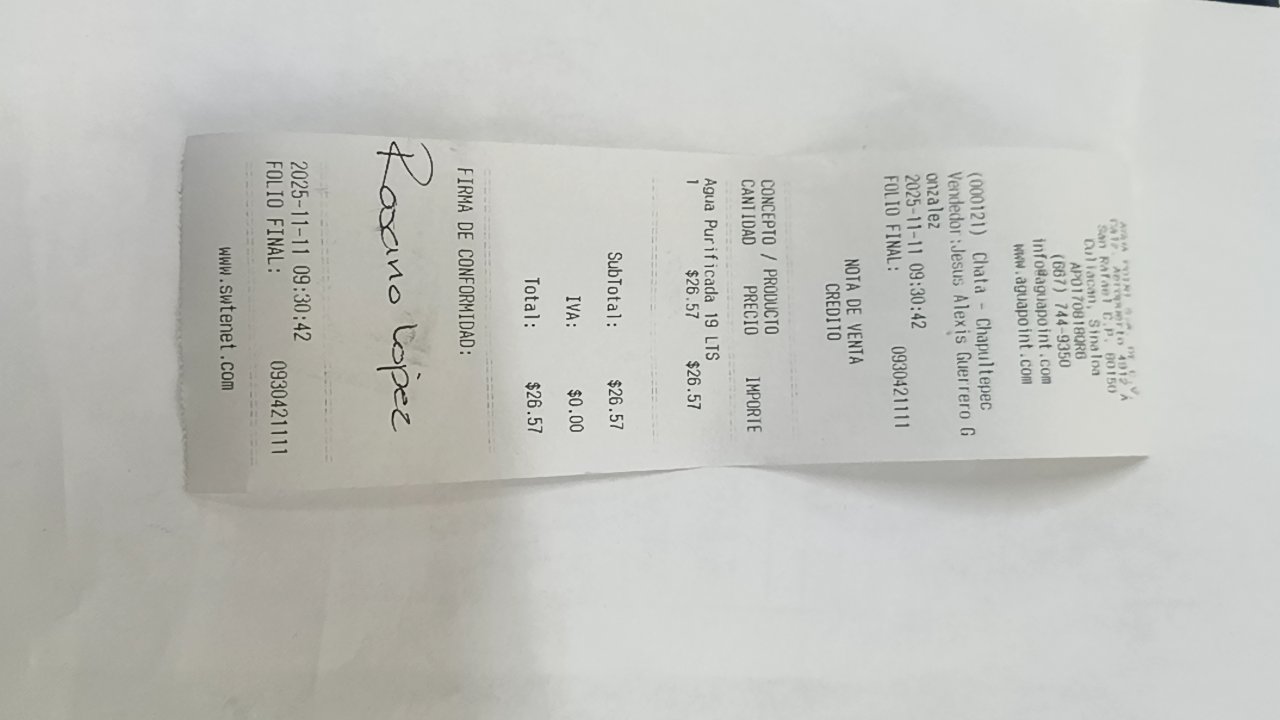 San Rafael C.P. 80150
Culiacan, Sinaloa
APO170818QR6
(667) 744-9350
info@aguapoint.com
www.aguapoint.com
(000121) Chata - Chapultepec
Vendedor:Jesus Alexis Guerrero G
onzalez
2025-11-11 09:30:42
FOLIO FINAL: 0930421111
NOTA DE VENTA
CREDITO
CONCEPTO / PRODUCTO
CANTIDAD PRECIO IMPORTE
Agua Purificada 19 LTS
1 $26.57 $26.57
SubTotal: $26.57
IVA: $0.00
Total: $26.57
FIRMA DE CONFORMIDAD:
Rosario López
2025-11-11 09:30:42
FOLIO FINAL: 0930421111
www.swtenet.com